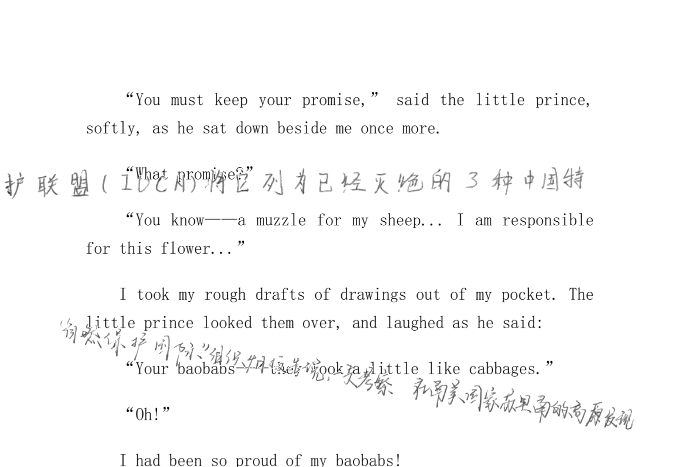 “You must keep your promise,” said the little prince,
softly, as he sat down beside me once more.
“What promise?”
护联盟(IUCN)将它列为已经灭绝的3种中国特
“You know——a muzzle for my sheep... I am responsible
for this flower...”
I took my rough drafts of drawings out of my pocket. The
little prince looked them over, and laughed as he said:
“自然保护国际”组织 报告说，次考察 在南美国家苏里南的高原发现
“Your baobabs—— they look a little like cabbages.”
“Oh!”
I had been so proud of my baobabs!